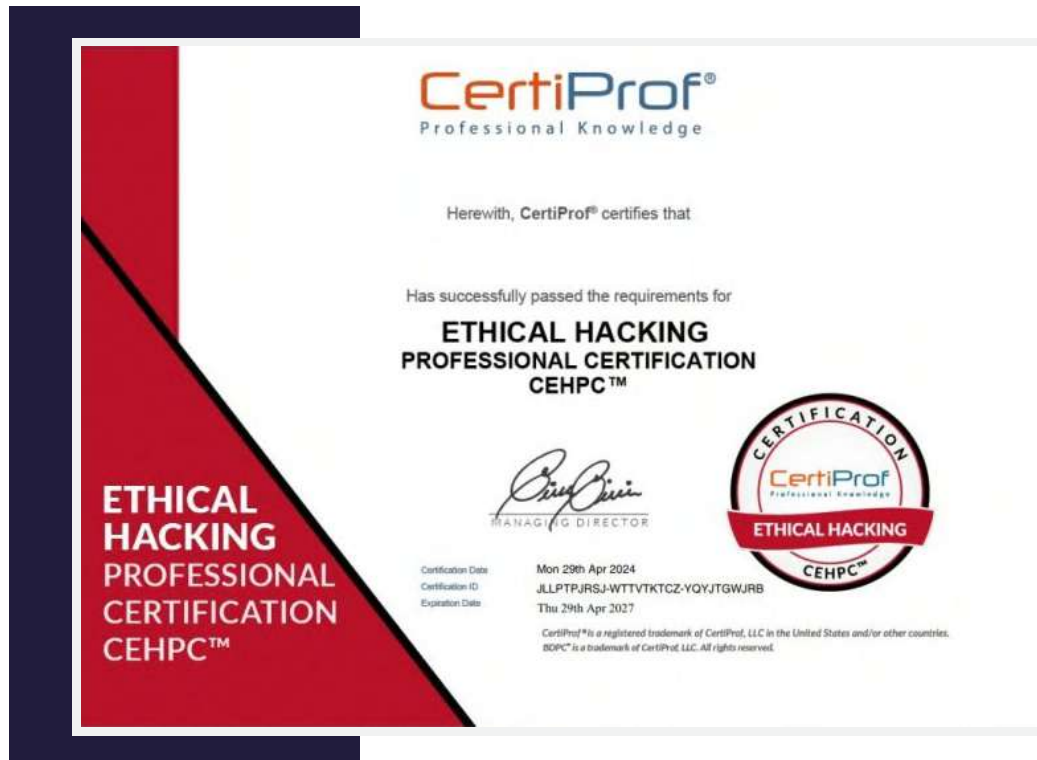 CertiProf®
Professional Knowledge
Herewith, CertiProf® certifies that
Has successfully passed the requirements for
ETHICAL HACKING
PROFESSIONAL CERTIFICATION
CEHPC™
MANAGING DIRECTOR
CERTIFICATION
CertiProf
Professional Knowledge
ETHICAL HACKING
CEHPC™
ETHICAL
HACKING
PROFESSIONAL
CERTIFICATION
CEHPC™
Certification Date Mon 29th Apr 2024
Certification ID JLLPTPJRSJ-WTTVTKTCZ-YQYJTGWJRB
Expiration Date Thu 29th Apr 2027
CertiProf® is a registered trademark of CertiProf, LLC in the United States and/or other countries.
BDPC™ is a trademark of CertiProf, LLC. All rights reserved.